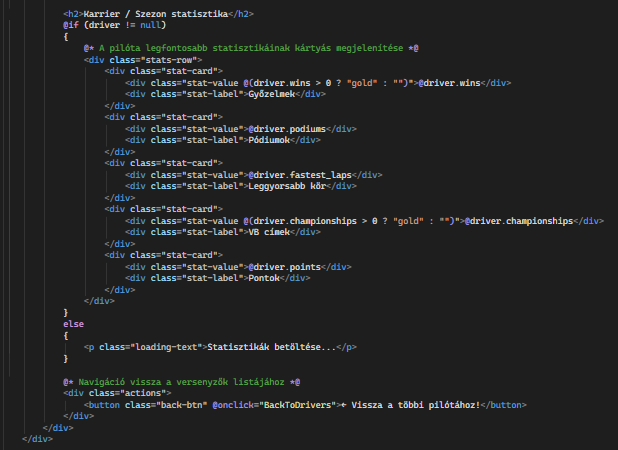 <h2>Karrier / Szezon statisztika</h2>
@if (driver != null)
{
@* A pilóta legfontosabb statisztikáinak kártyás megjelenítése *@
<div class="stats-row">
<div class="stat-card">
<div class="stat-value @(driver.wins > 0 ? "gold" : "")">@driver.wins</div>
<div class="stat-label">Győzelmek</div>
</div>
<div class="stat-card">
<div class="stat-value">@driver.podiums</div>
<div class="stat-label">Pódiumok</div>
</div>
<div class="stat-card">
<div class="stat-value">@driver.fastest_laps</div>
<div class="stat-label">Leggyorsabb kör</div>
</div>
<div class="stat-card">
<div class="stat-value @(driver.championships > 0 ? "gold" : "")">@driver.championships</div>
<div class="stat-label">VB címek</div>
</div>
<div class="stat-card">
<div class="stat-value">@driver.points</div>
<div class="stat-label">Pontok</div>
</div>
}
</div>
else
{
<p class="loading-text">Statisztikák betöltése...</p>
}
@* Navigáció vissza a versenyzők listájához *@
<div class="actions">
<button class="back-btn" @onclick="BackToDrivers">← Vissza a többi pilótához!</button>
</div>
</div>
</div>